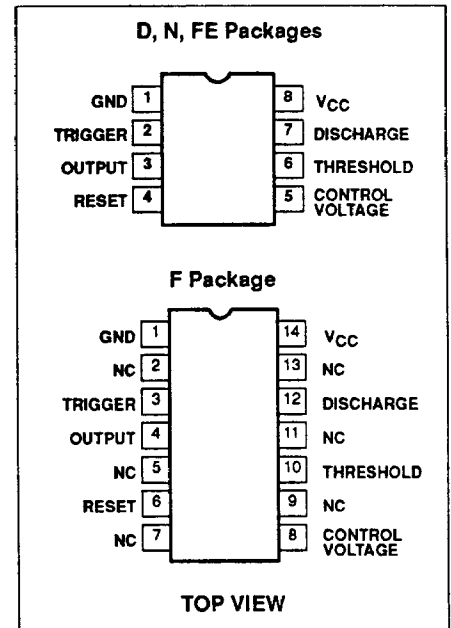 D, N, FE Packages
GND 1 8 VCC
TRIGGER 2 7 DISCHARGE
OUTPUT 3 6 THRESHOLD
RESET 4 5 CONTROL
VOLTAGE
F Package
GND 1 14 VCC
NC 2 13 NC
TRIGGER 3 12 DISCHARGE
OUTPUT 4 11 NC
NC 5 10 THRESHOLD
RESET 6 9 NC
NC 7 8 CONTROL
VOLTAGE
TOP VIEW